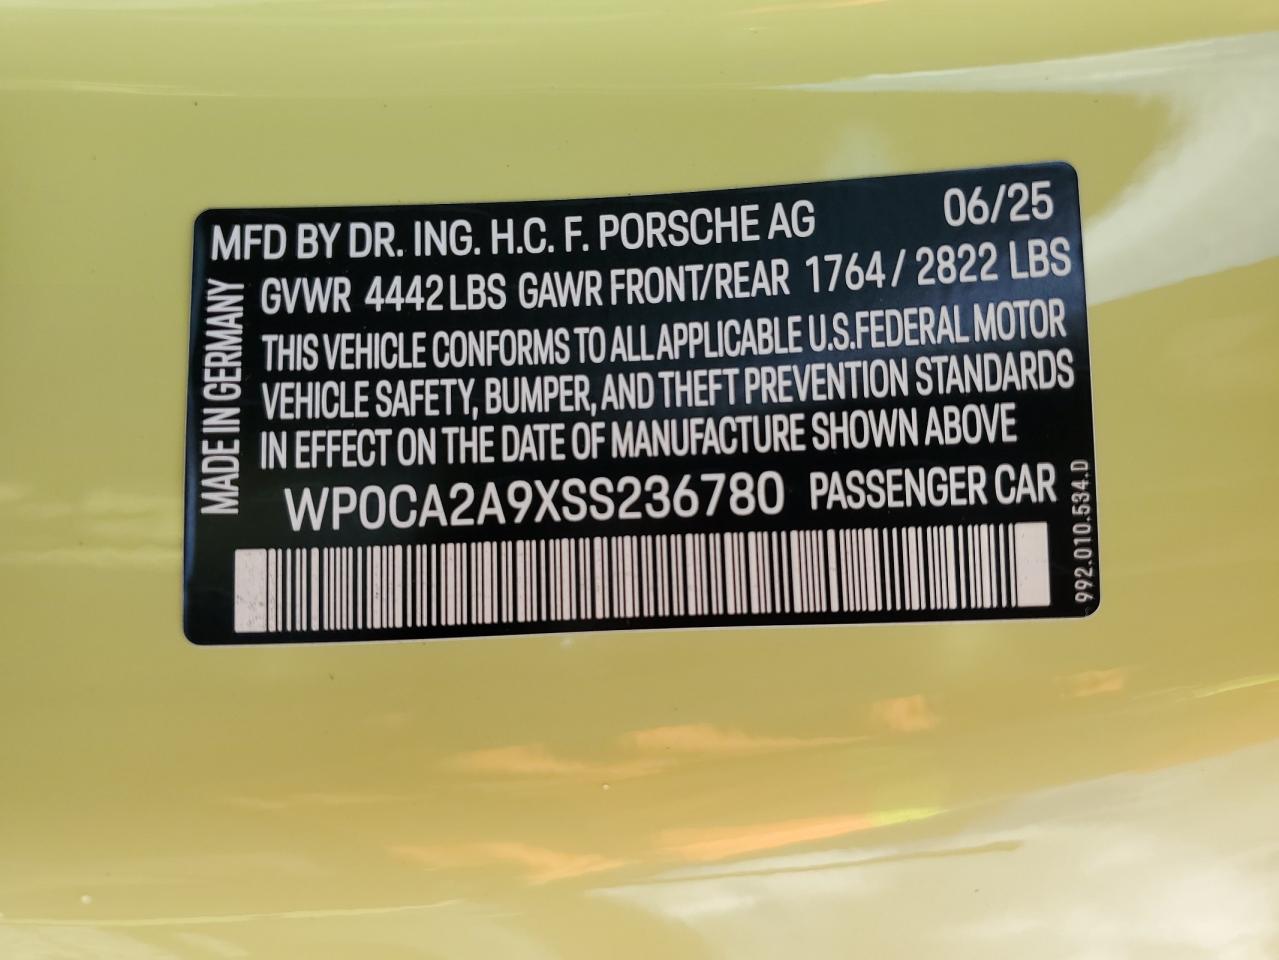 MFD BY DR. ING. H.C. F. PORSCHE AG 06/25
GVWR 4442 LBS GAWR FRONT/REAR 1764 / 2822 LBS
THIS VEHICLE CONFORMS TO ALL APPLICABLE U.S.FEDERAL MOTOR
VEHICLE SAFETY, BUMPER, AND THEFT PREVENTION STANDARDS
IN EFFECT ON THE DATE OF MANUFACTURE SHOWN ABOVE
WP0CA2A9XSS236780 PASSENGER CAR
MADE IN GERMANY
992.010.534.D